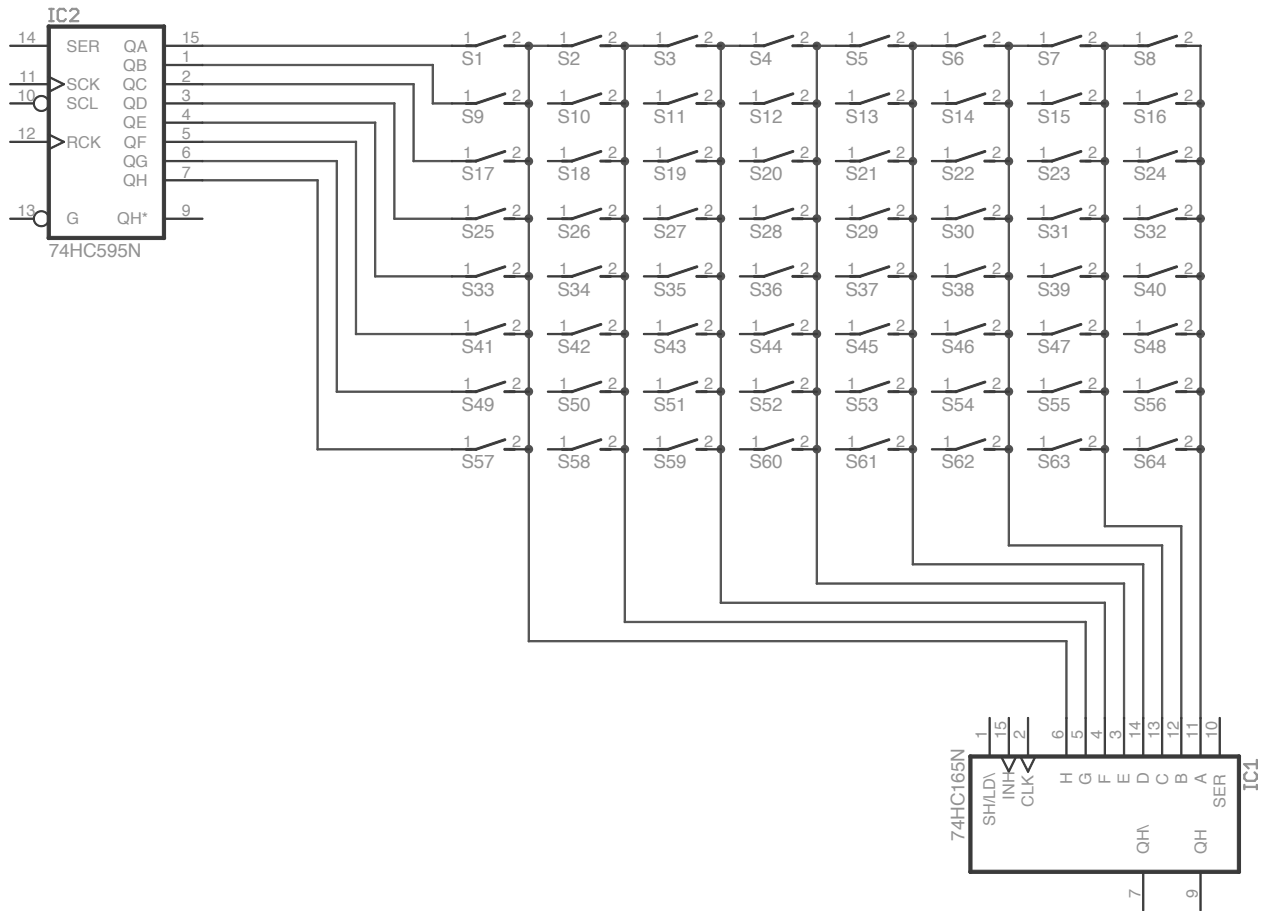 IC2
14 SER QA 15
QB 1
11 SCK QC 2
10 SCL QD 3
QE 4
12 RCK QF 5
QG 6
QH 7
13 G QH* 9
74HC595N
1 2 1 2 1 2 1 2 1 2 1 2 1 2 1 2
S1 S2 S3 S4 S5 S6 S7 S8
1 2 1 2 1 2 1 2 1 2 1 2 1 2 1 2
S9 S10 S11 S12 S13 S14 S15 S16
1 2 1 2 1 2 1 2 1 2 1 2 1 2 1 2
S17 S18 S19 S20 S21 S22 S23 S24
1 2 1 2 1 2 1 2 1 2 1 2 1 2 1 2
S25 S26 S27 S28 S29 S30 S31 S32
1 2 1 2 1 2 1 2 1 2 1 2 1 2 1 2
S33 S34 S35 S36 S37 S38 S39 S40
1 2 1 2 1 2 1 2 1 2 1 2 1 2 1 2
S41 S42 S43 S44 S45 S46 S47 S48
1 2 1 2 1 2 1 2 1 2 1 2 1 2 1 2
S49 S50 S51 S52 S53 S54 S55 S56
1 2 1 2 1 2 1 2 1 2 1 2 1 2 1 2
S57 S58 S59 S60 S61 S62 S63 S64
1 15 2 6 5 4 3 14 13 12 11 10
74HC165N
SH/LD\ INH CLK H G F E D C B A SER
IC1
QH\ QH
7 9